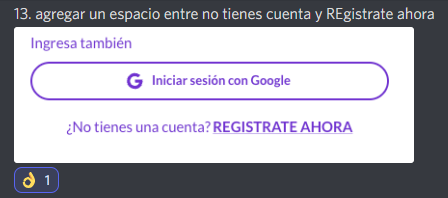 13. agregar un espacio entre no tienes cuenta y REgistrate ahora
Ingresa también
G Iniciar sesión con Google
¿No tienes una cuenta? REGISTRATE AHORA
1